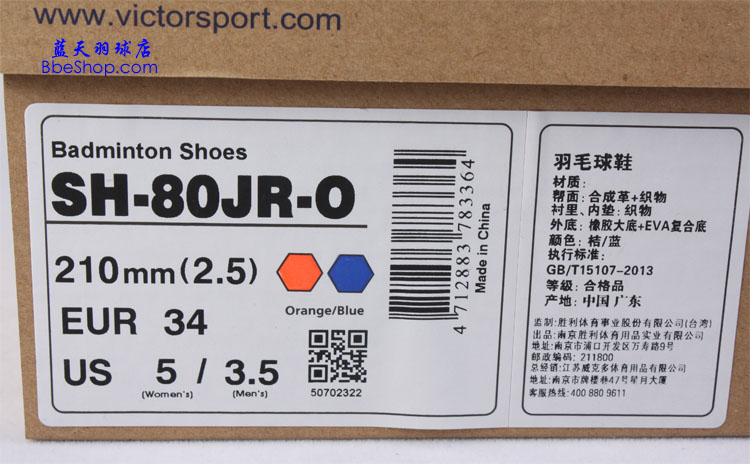 www.victorsport.com
蓝天羽球店
BbeShop.com
Badminton Shoes
SH-80JR-O
210mm(2.5)
Orange/Blue
EUR 34
US 5 / 3.5
(Women's) (Men's)
50702322
4 712883 783364
Made in China
羽毛球鞋
材质:
帮面: 合成革+织物
衬里、内垫: 织物
外底: 橡胶大底+EVA复合底
颜色: 桔/蓝
执行标准:
GB/T15107-2013
等级: 合格品
产地: 中国 广东
监制:胜利体育事业股份有限公司(台湾)
出品:南京胜利体育用品实业有限公司
地址:南京市浦口开发区万寿路9号
邮政编码:211800
总经销:江苏威克多体育用品有限公司
地址:南京市牌楼巷47号星月大厦
客服热线:400 880 9611